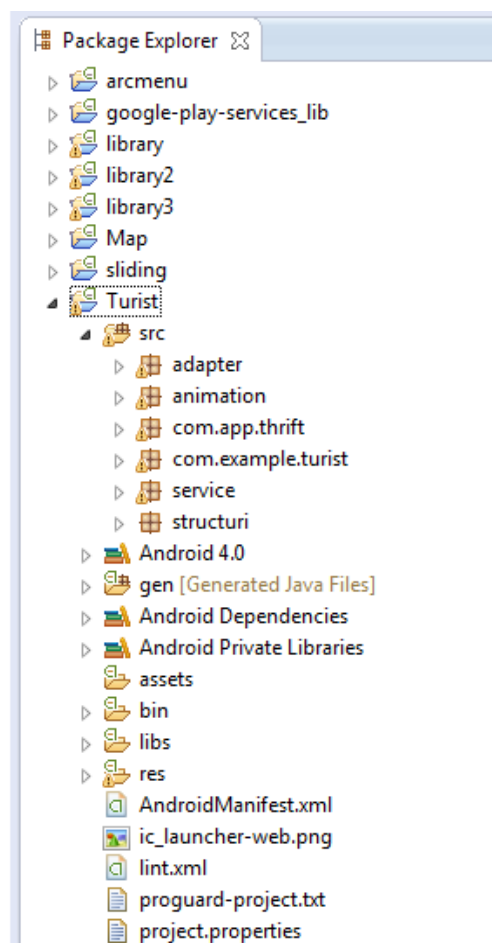 Package Explorer
arcmenu
google-play-services_lib
library
library2
library3
Map
sliding
Turist
src
adapter
animation
com.app.thrift
com.example.turist
service
structuri
Android 4.0
gen [Generated Java Files]
Android Dependencies
Android Private Libraries
assets
bin
libs
res
AndroidManifest.xml
ic_launcher-web.png
lint.xml
proguard-project.txt
project.properties